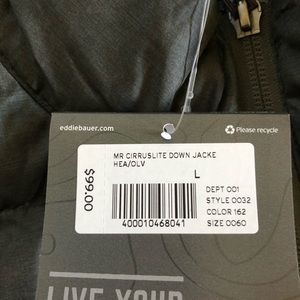 eddiebauer.com
Please recycle
MR CIRRUSLITE DOWN JACKE
HEA/OLV
L
$99.00
DEPT 001
STYLE 0032
COLOR 162
SIZE 0060
400010468041
LIVE YOUR